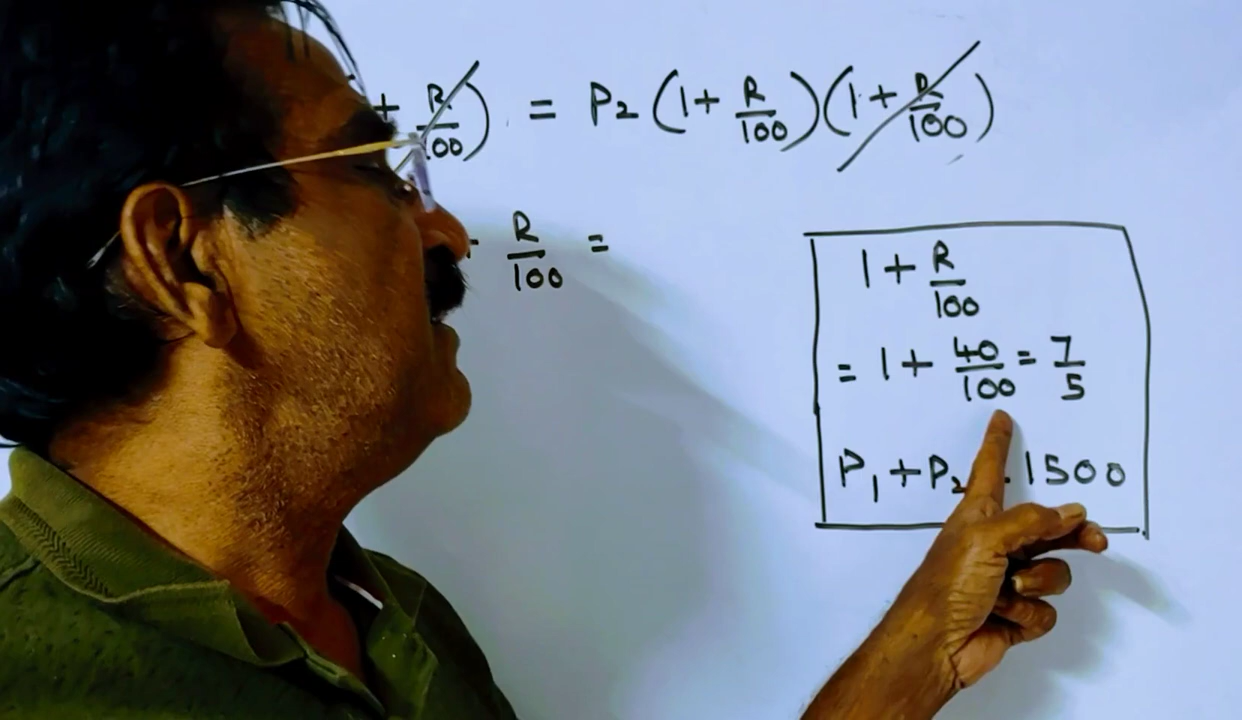 + R/100) = P₂(1+ R/100)(1+ R/100)
R/100 =
1+ R/100
= 1+ 40/100 = 7/5
P₁+P₂ 1500